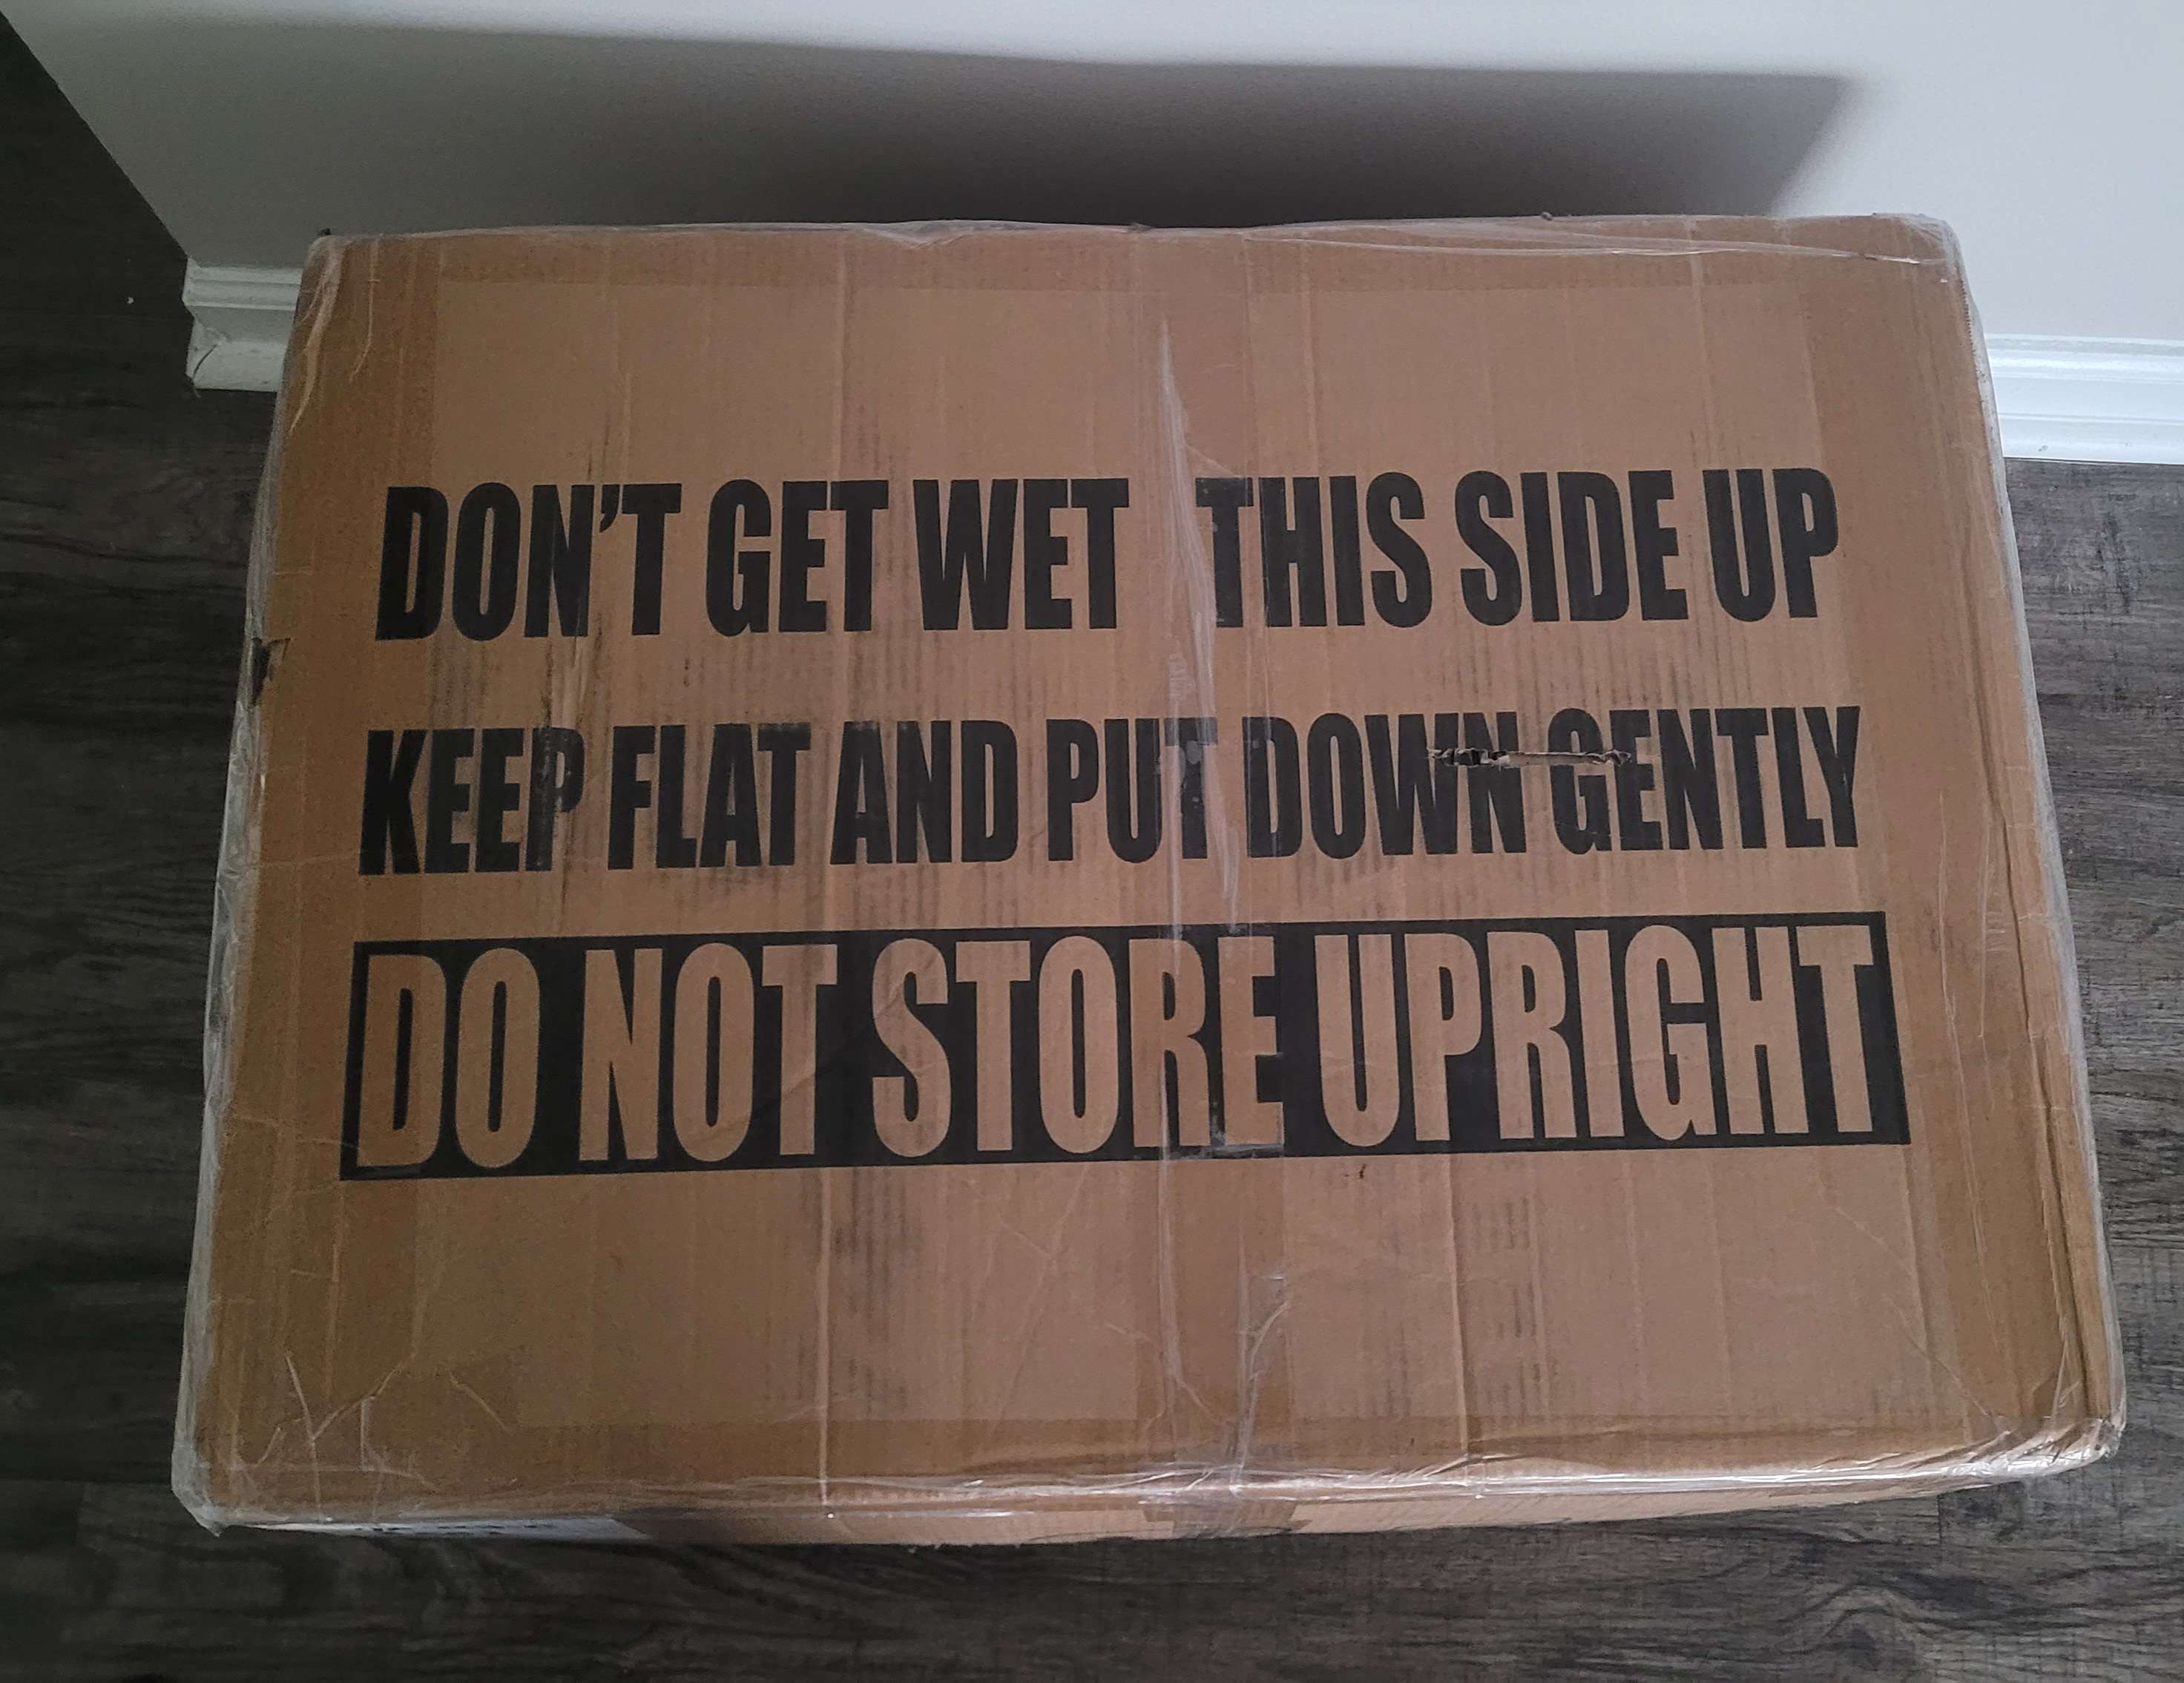 DON'T GET WET THIS SIDE UP
KEEP FLAT AND PUT DOWN GENTLY
DO NOT STORE UPRIGHT